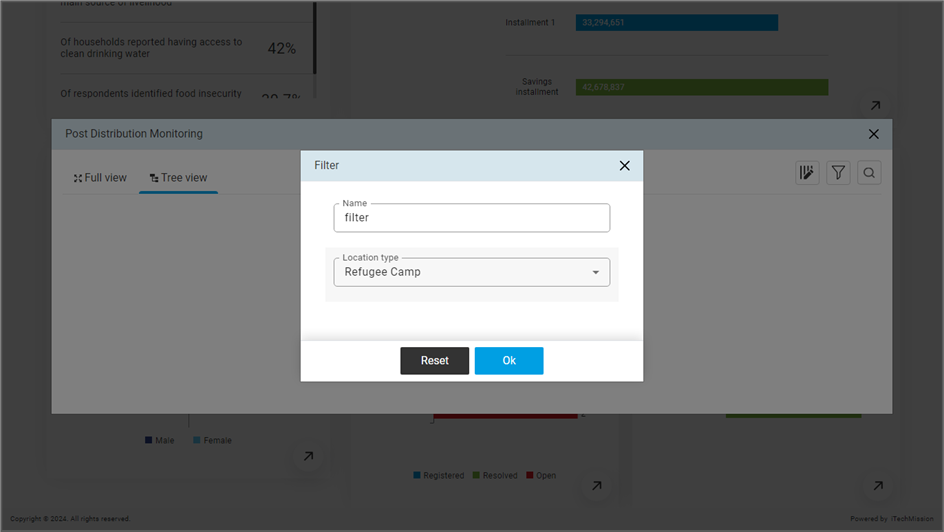 main source of livelihood
Of households reported having access to
clean drinking water
42%
Of respondents identified food insecurity
Installment 1
33,294,651
Savings
installment
42,678,837
Post Distribution Monitoring
Full view
Tree view
Filter
Name
filter
Location type
Refugee Camp
Reset
Ok
Male
Female
Registered
Resolved
Open
Copyright © 2024. All rights reserved.
Powered by iTechMission